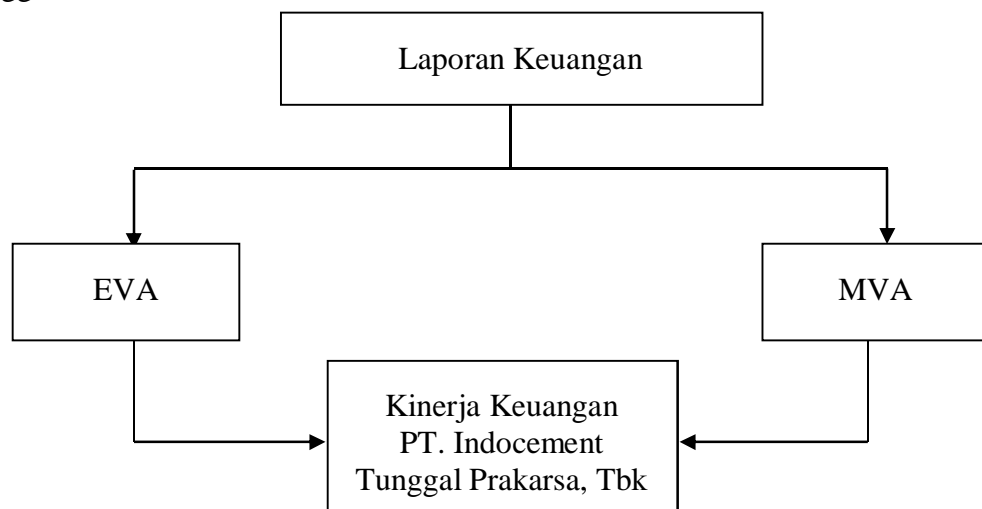 Laporan Keuangan
EVA
MVA
Kinerja Keuangan
PT. Indocement
Tunggal Prakarsa, Tbk